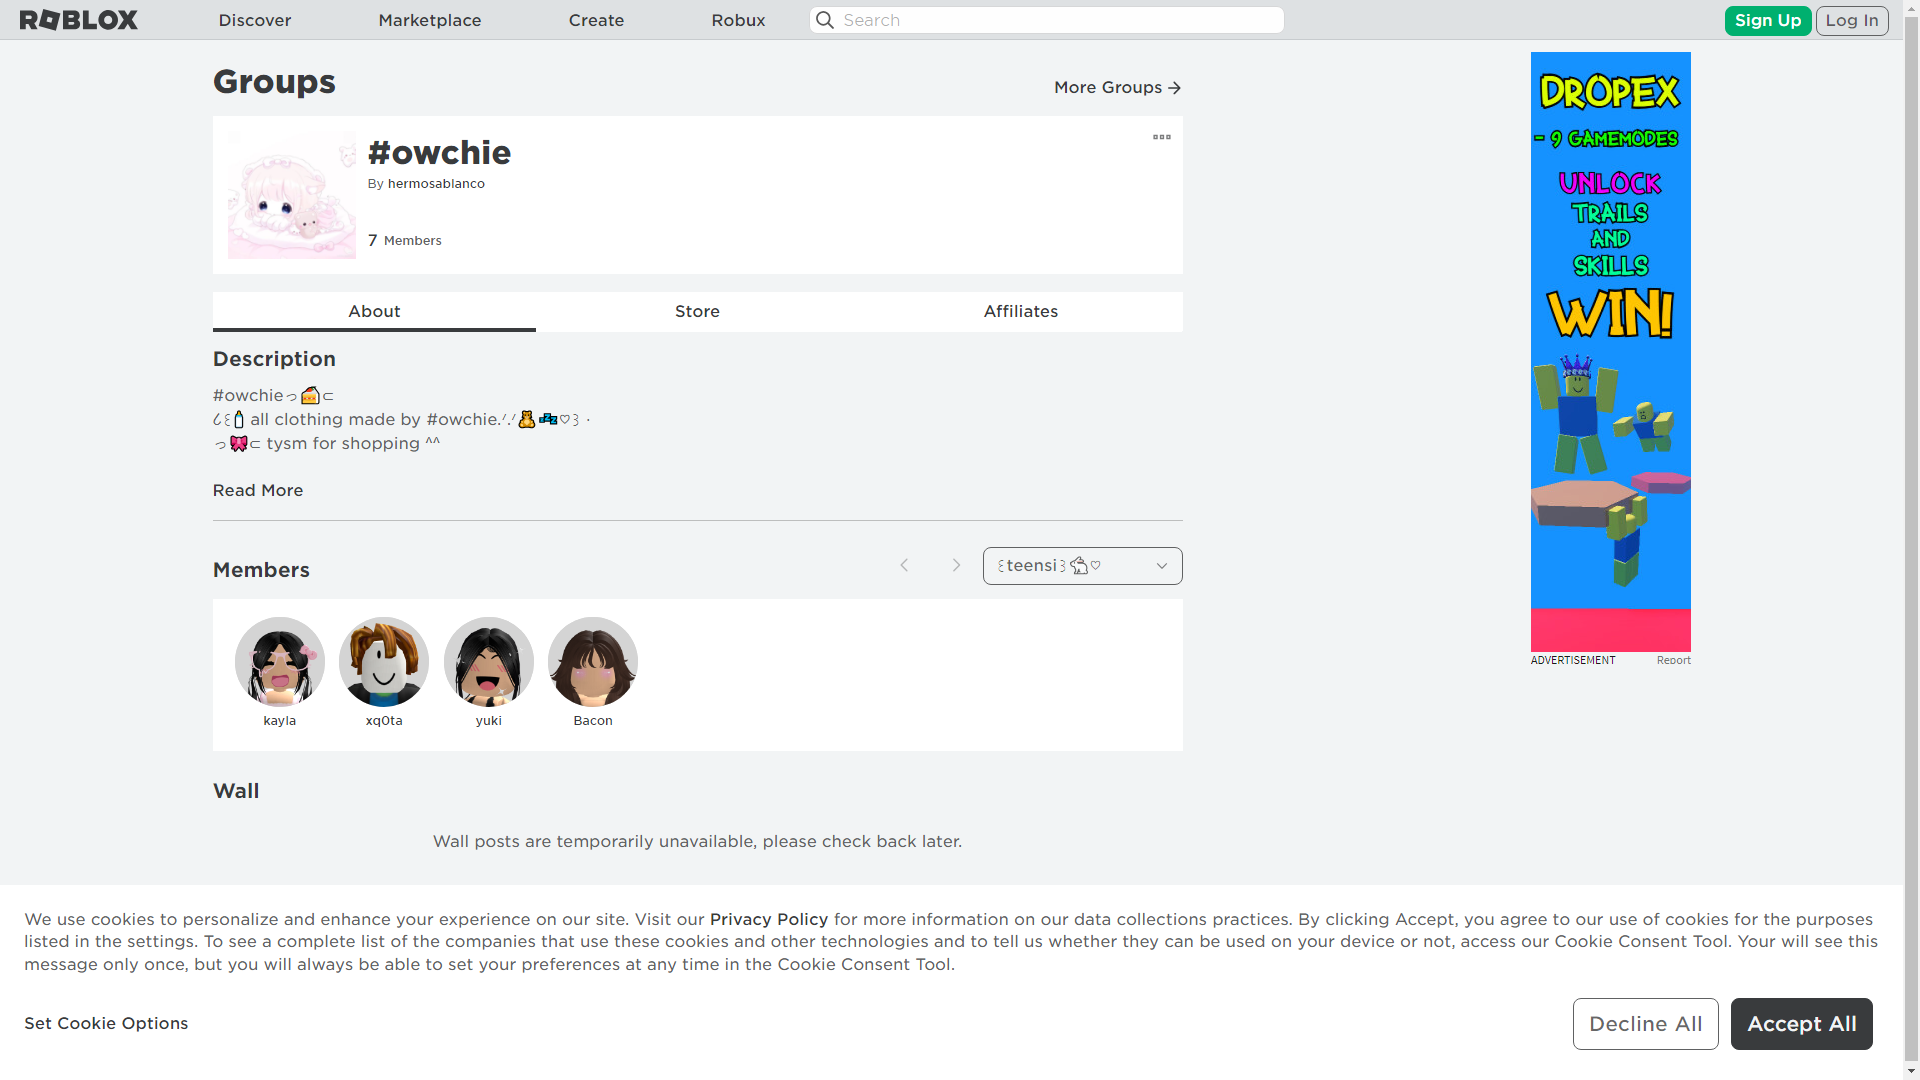 ROBLOX
Discover
Marketplace
Create
Robux
Search
Sign Up
Log In
Groups
More Groups
#owchie
By hermosablanco
7 Members
About
Store
Affiliates
Description
#owchie੭🍰⊂
૮꒰🍼 all clothing made by #owchie.ᐟ.ᐟ🧸💤♡꒱ ‧
੭🎀⊂ tysm for shopping ^^
Read More
Members
꒰teensi꒱🐇♡
kayla
xq0ta
yuki
Bacon
Wall
Wall posts are temporarily unavailable, please check back later.
DROPEX
- 9 GAMEMODES
UNLOCK
TRAILS
AND
SKILLS
WIN!
ADVERTISEMENT
Report
We use cookies to personalize and enhance your experience on our site. Visit our Privacy Policy for more information on our data collections practices. By clicking Accept, you agree to our use of cookies for the purposes
listed in the settings. To see a complete list of the companies that use these cookies and other technologies and to tell us whether they can be used on your device or not, access our Cookie Consent Tool. Your will see this
message only once, but you will always be able to set your preferences at any time in the Cookie Consent Tool.
Set Cookie Options
Decline All
Accept All